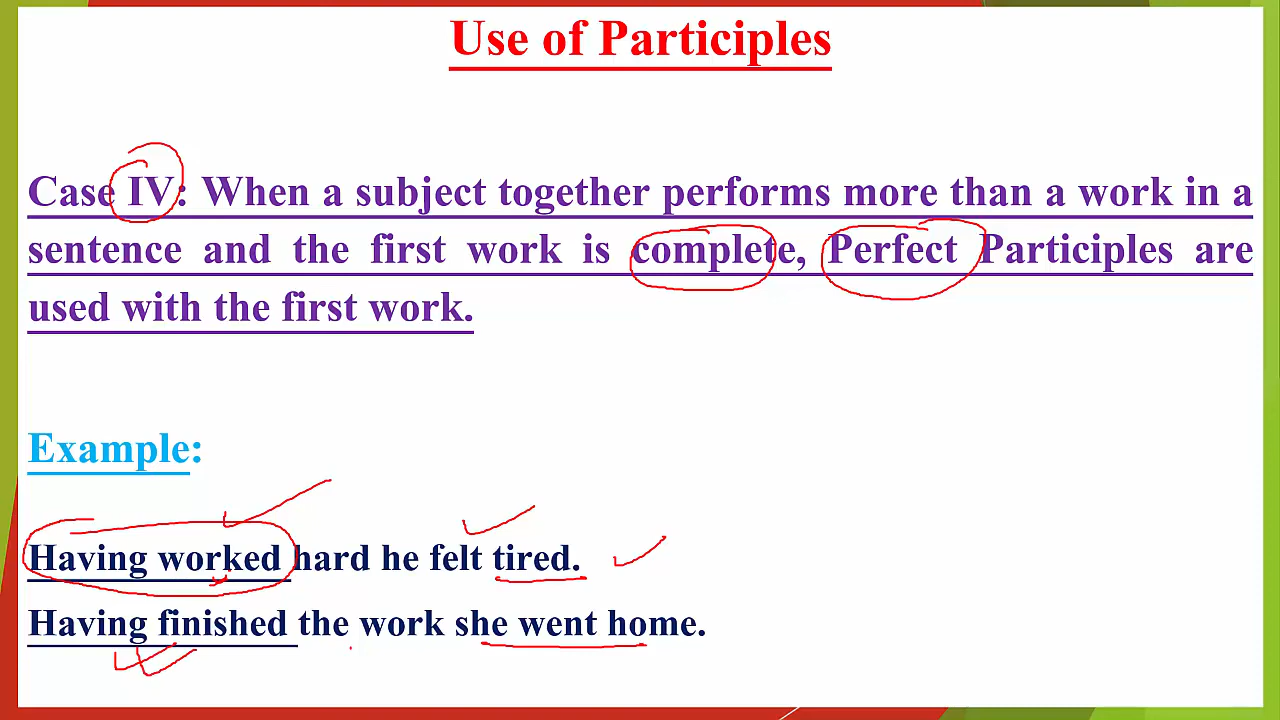 Use of Participles
Case IV: When a subject together performs more than a work in a
sentence and the first work is complete, Perfect Participles are
used with the first work.
Example:
Having worked hard he felt tired.
Having finished the work she went home.